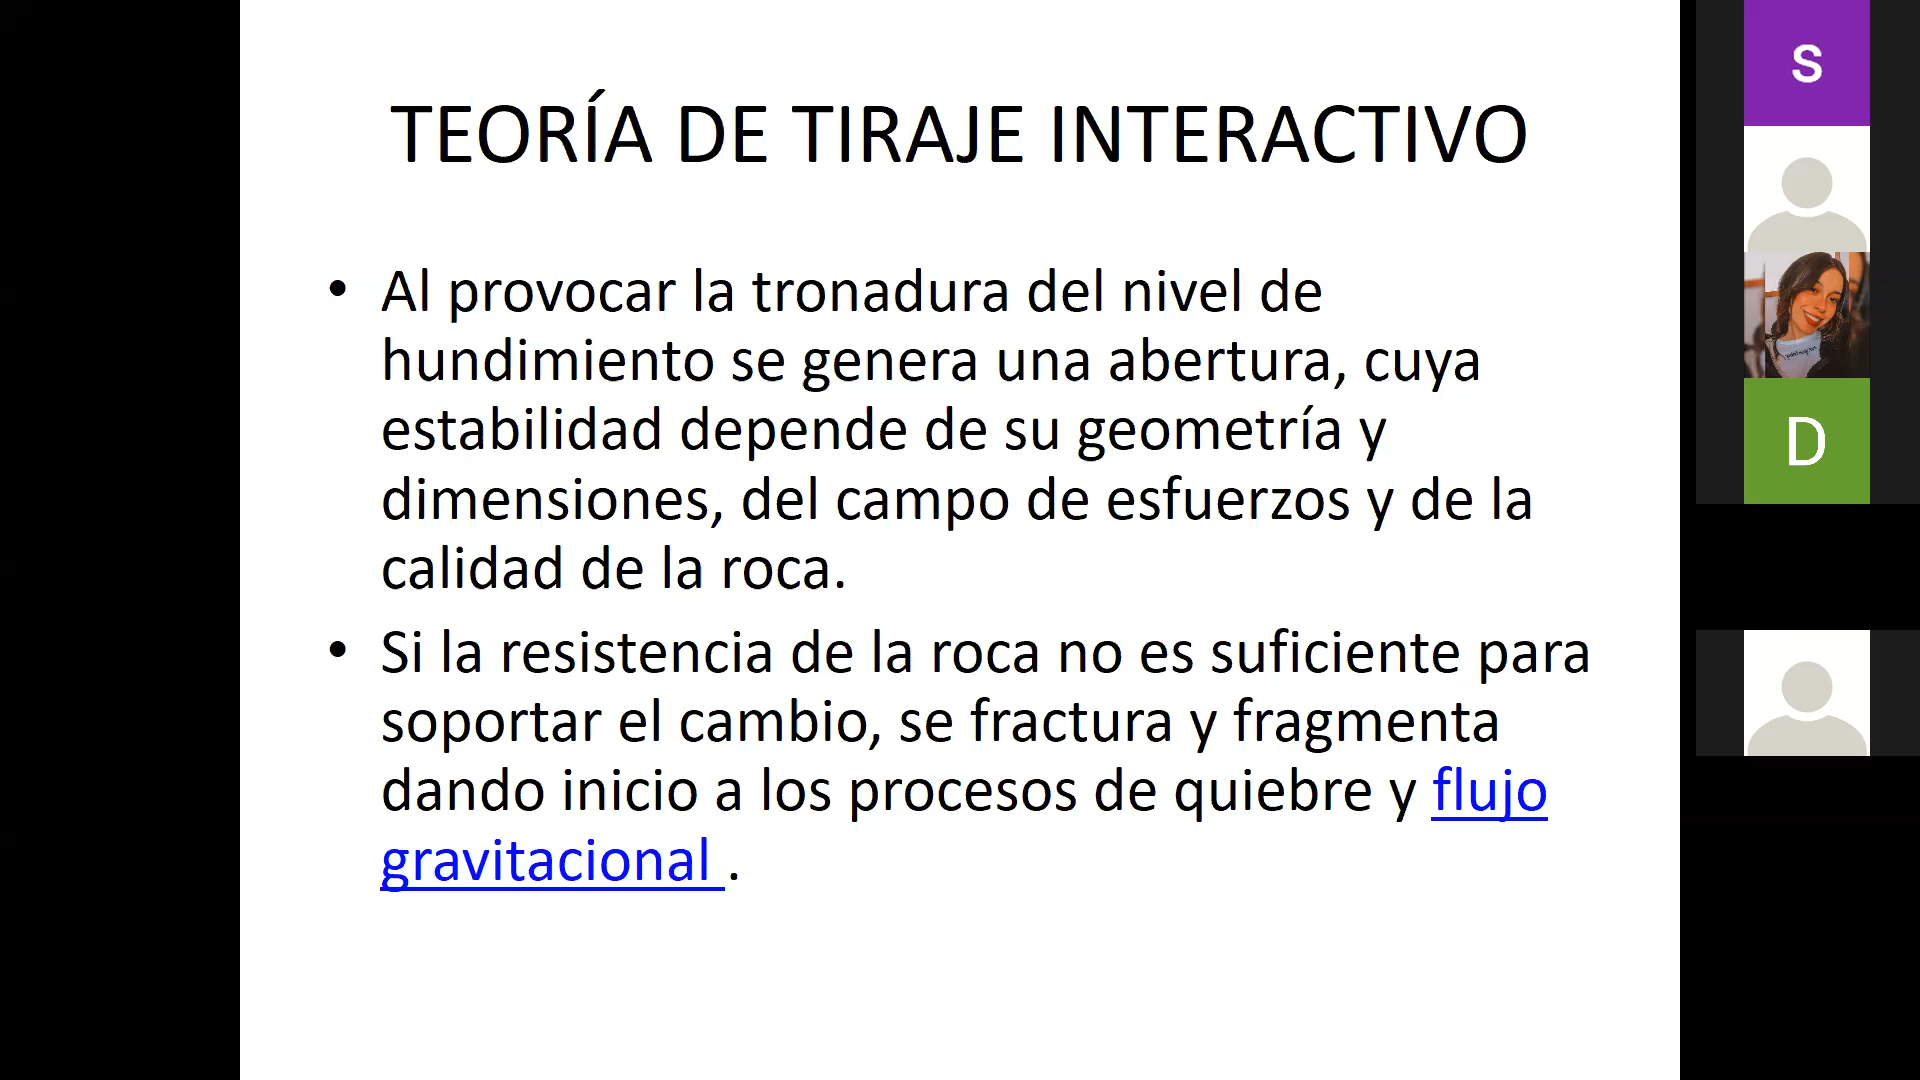 TEORÍA DE TIRAJE INTERACTIVO
• Al provocar la tronadura del nivel de
hundimiento se genera una abertura, cuya
estabilidad depende de su geometría y
dimensiones, del campo de esfuerzos y de la
calidad de la roca.
• Si la resistencia de la roca no es suficiente para
soportar el cambio, se fractura y fragmenta
dando inicio a los procesos de quiebre y flujo
gravitacional .
S
D